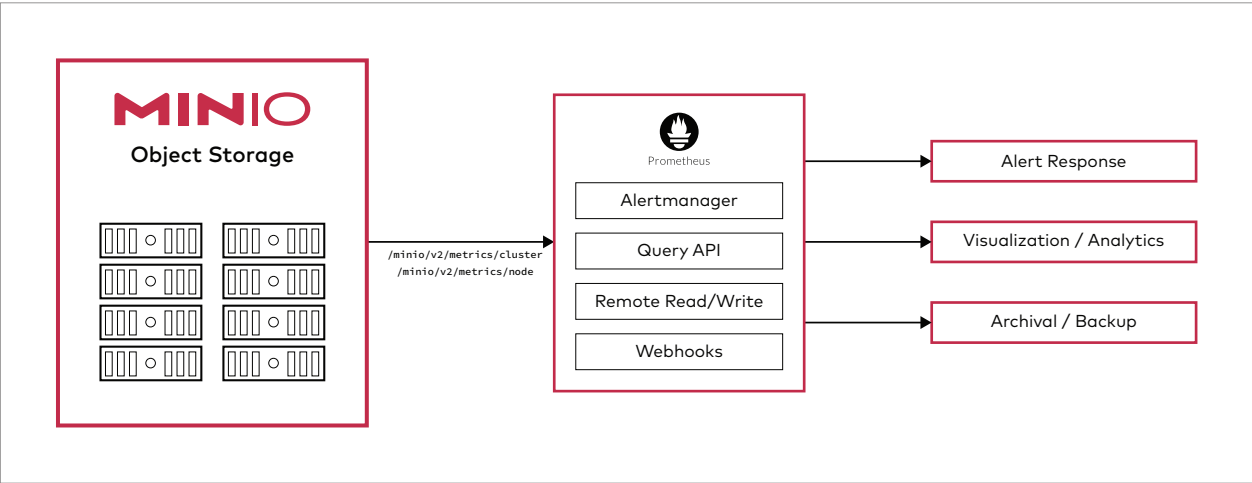 MINIO
Object Storage
/minio/v2/metrics/cluster
/minio/v2/metrics/node
Prometheus
Alertmanager
Query API
Remote Read/Write
Webhooks
Alert Response
Visualization / Analytics
Archival / Backup